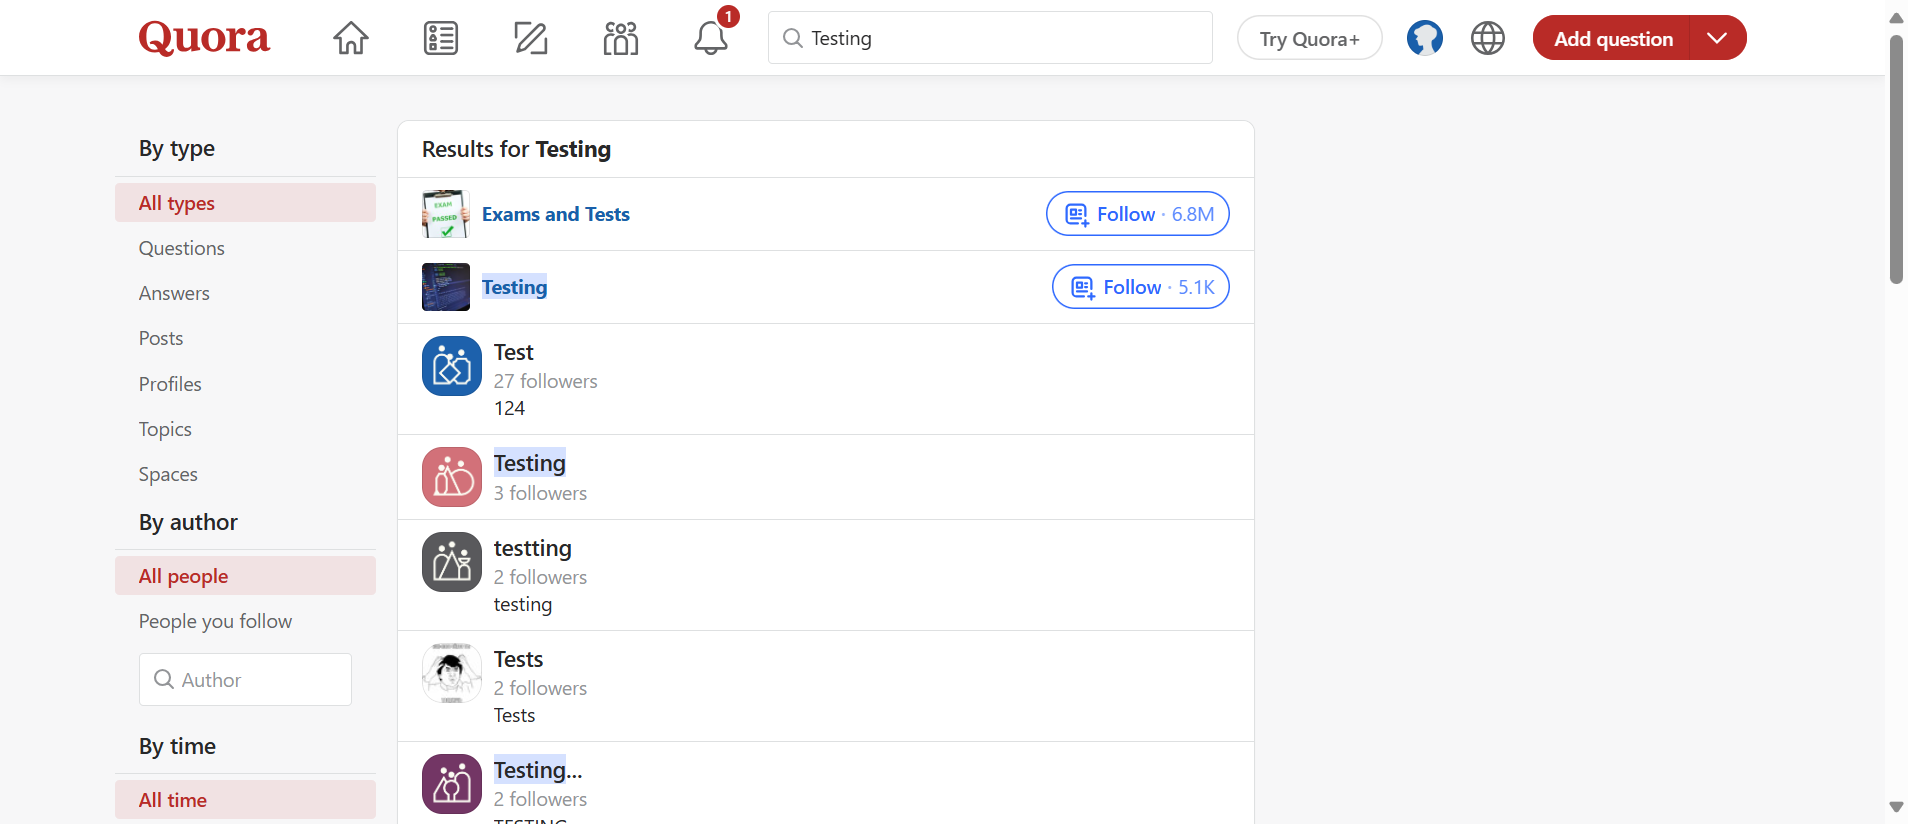 Quora
1
Testing
Try Quora+
Add question
By type
All types
Questions
Answers
Posts
Profiles
Topics
Spaces
By author
All people
People you follow
Author
By time
All time
Results for Testing
EXAM
PASSED
Exams and Tests
Follow · 6.8M
Testing
Follow · 5.1K
Test
27 followers
124
Testing
3 followers
testting
2 followers
testing
Tests
2 followers
Tests
Testing...
2 followers
TESTING